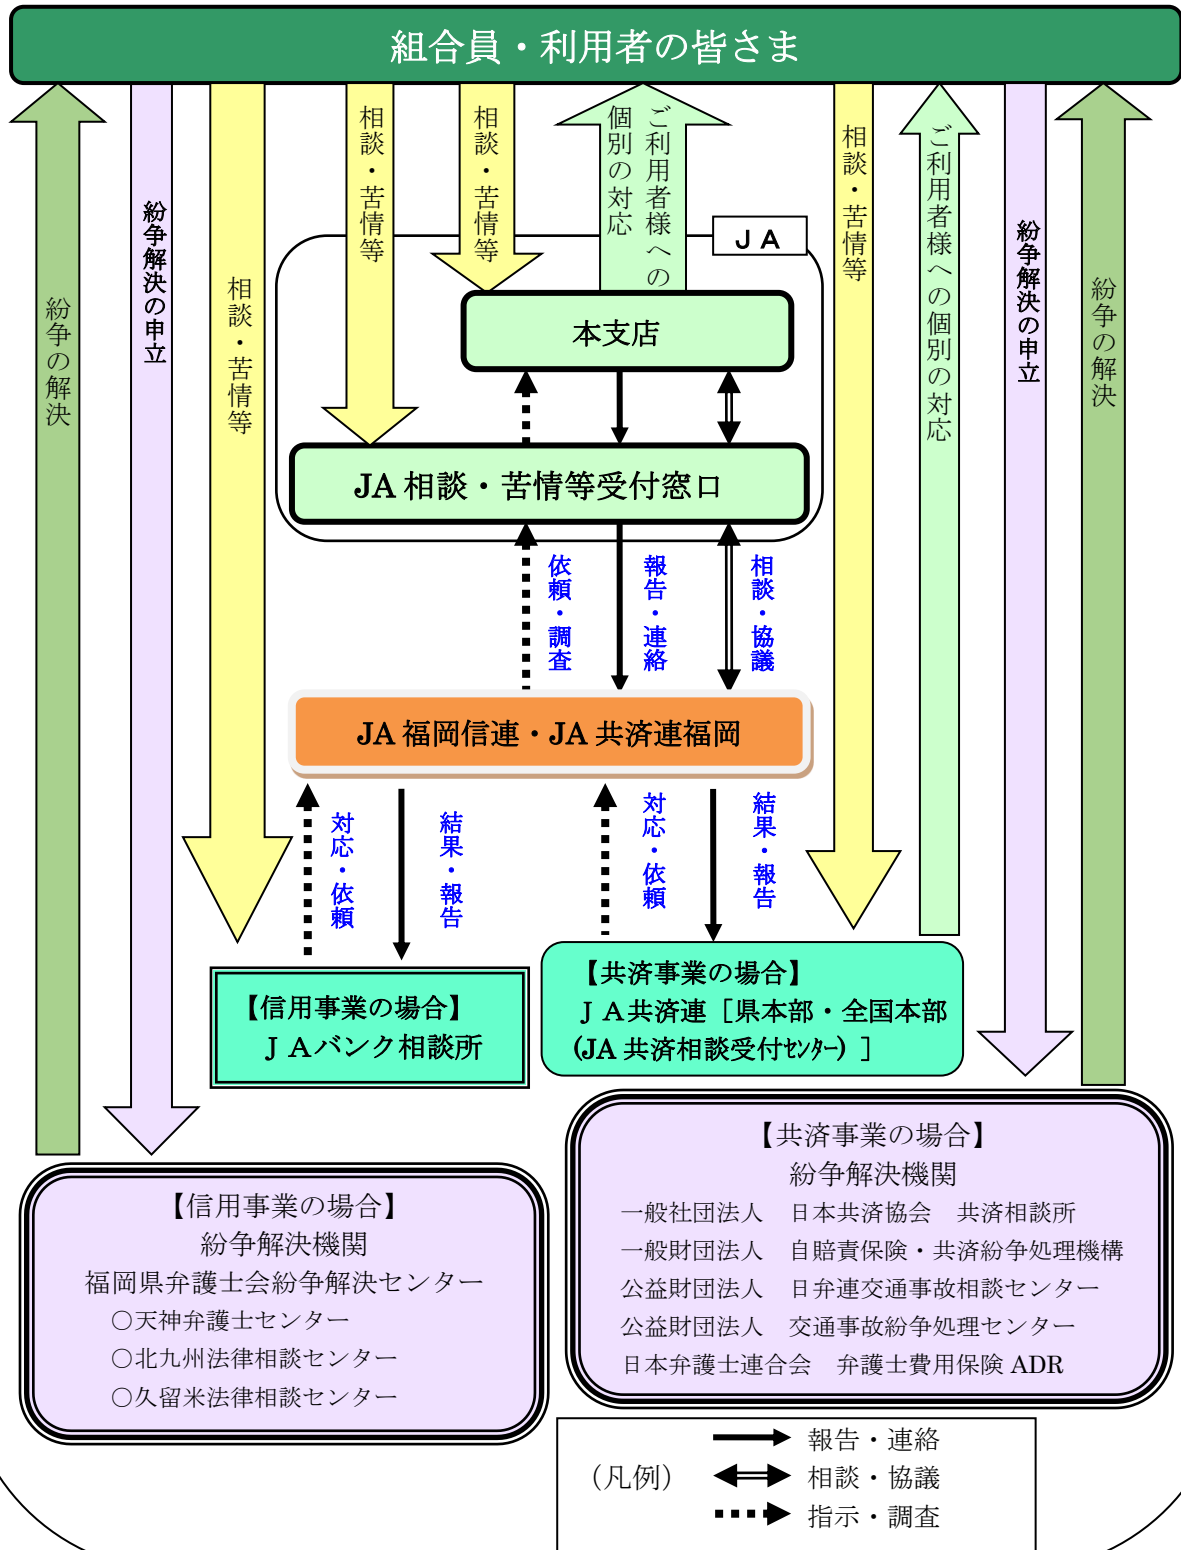 組合員・利用者の皆さま
紛争の解決
紛争解決の申立
相談・苦情等
相談・苦情等
相談・苦情等
ご利用者様への
個別の対応
相談・苦情等
ご利用者様への個別の対応
紛争解決の申立
紛争の解決
ＪＡ
本支店
JA 相談・苦情等受付窓口
依頼・調査
報告・連絡
相談・協議
JA 福岡信連・JA 共済連福岡
対応・依頼
結果・報告
対応・依頼
結果・報告
【信用事業の場合】
ＪＡバンク相談所
【共済事業の場合】
ＪＡ共済連［県本部・全国本部
(JA 共済相談受付ｾﾝﾀｰ) ］
【信用事業の場合】
紛争解決機関
福岡県弁護士会紛争解決センター
○天神弁護士センター
○北九州法律相談センター
○久留米法律相談センター
【共済事業の場合】
紛争解決機関
一般社団法人　日本共済協会　共済相談所
一般財団法人　自賠責保険・共済紛争処理機構
公益財団法人　日弁連交通事故相談センター
公益財団法人　交通事故紛争処理センター
日本弁護士連合会　弁護士費用保険 ADR
（凡例）
報告・連絡
相談・協議
指示・調査